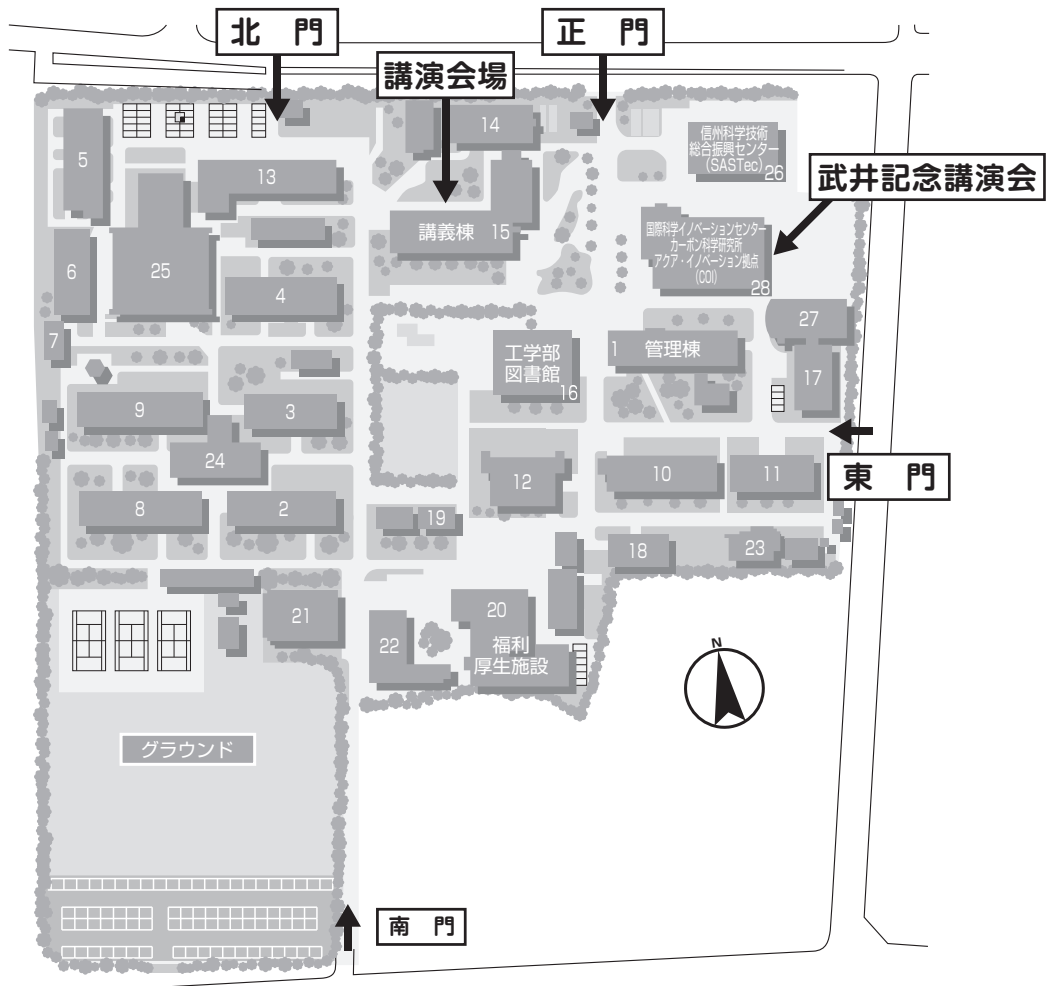 北 門
正 門
講演会場
14
信州科学技術
総合振興センター
(SASTec)
26
5
13
武井記念講演会
講義棟 15
国際科学イノベーションセンター
カーボン科学研究所
アクア・イノベーション拠点
(COI)
28
6
25
4
27
7
工学部
図書館
16
1 管理棟
17
9
3
24
12
10
11
東 門
8
2
19
18
23
21
22
20
福利
厚生施設
N
グラウンド
南 門